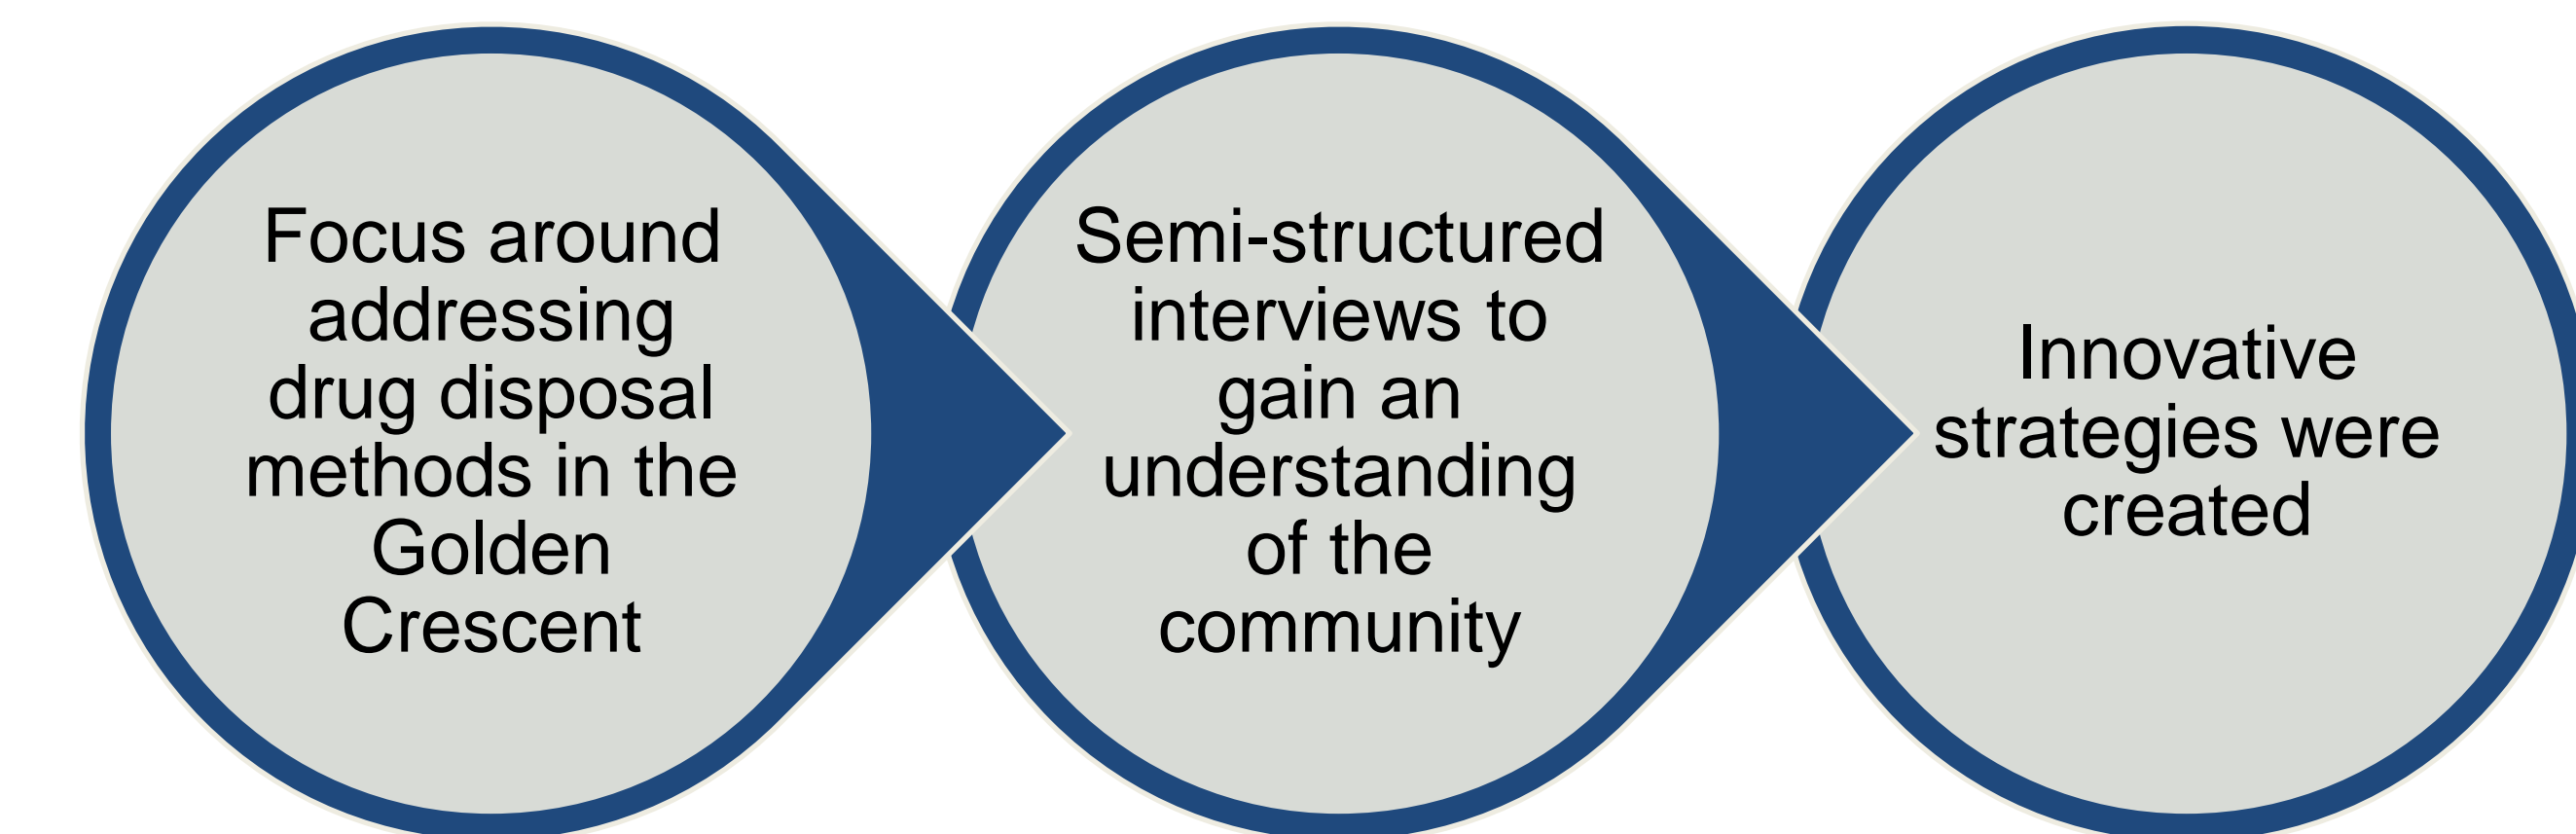 Focus around
addressing
drug disposal
methods in the
Golden
Crescent
Semi-structured
interviews to
gain an
understanding
of the
community
Innovative
strategies were
created